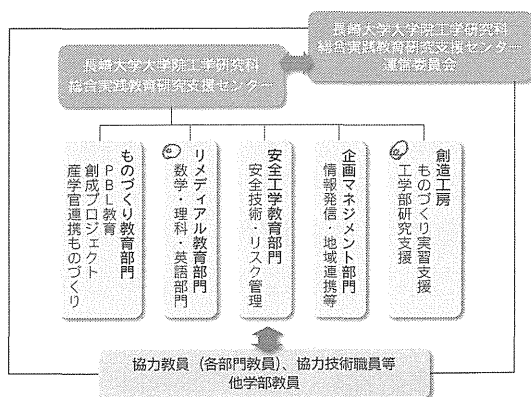 長崎大学大学院工学研究科
総合実践教育研究支援センター
運営委員会
長崎大学大学院工学研究科
総合実践教育研究支援センター
ものづくり教育部門
PBL教育
創成プロジェクト
産学官連携ものづくり
リメディアル教育部門
数学・理科・英語部門
安全工学教育部門
安全技術・リスク管理
企画マネジメント部門
情報発信・地域連携等
創造工房
ものづくり実習支援
工学部研究支援
協力教員（各部門教員）、協力技術職員等
他学部教員